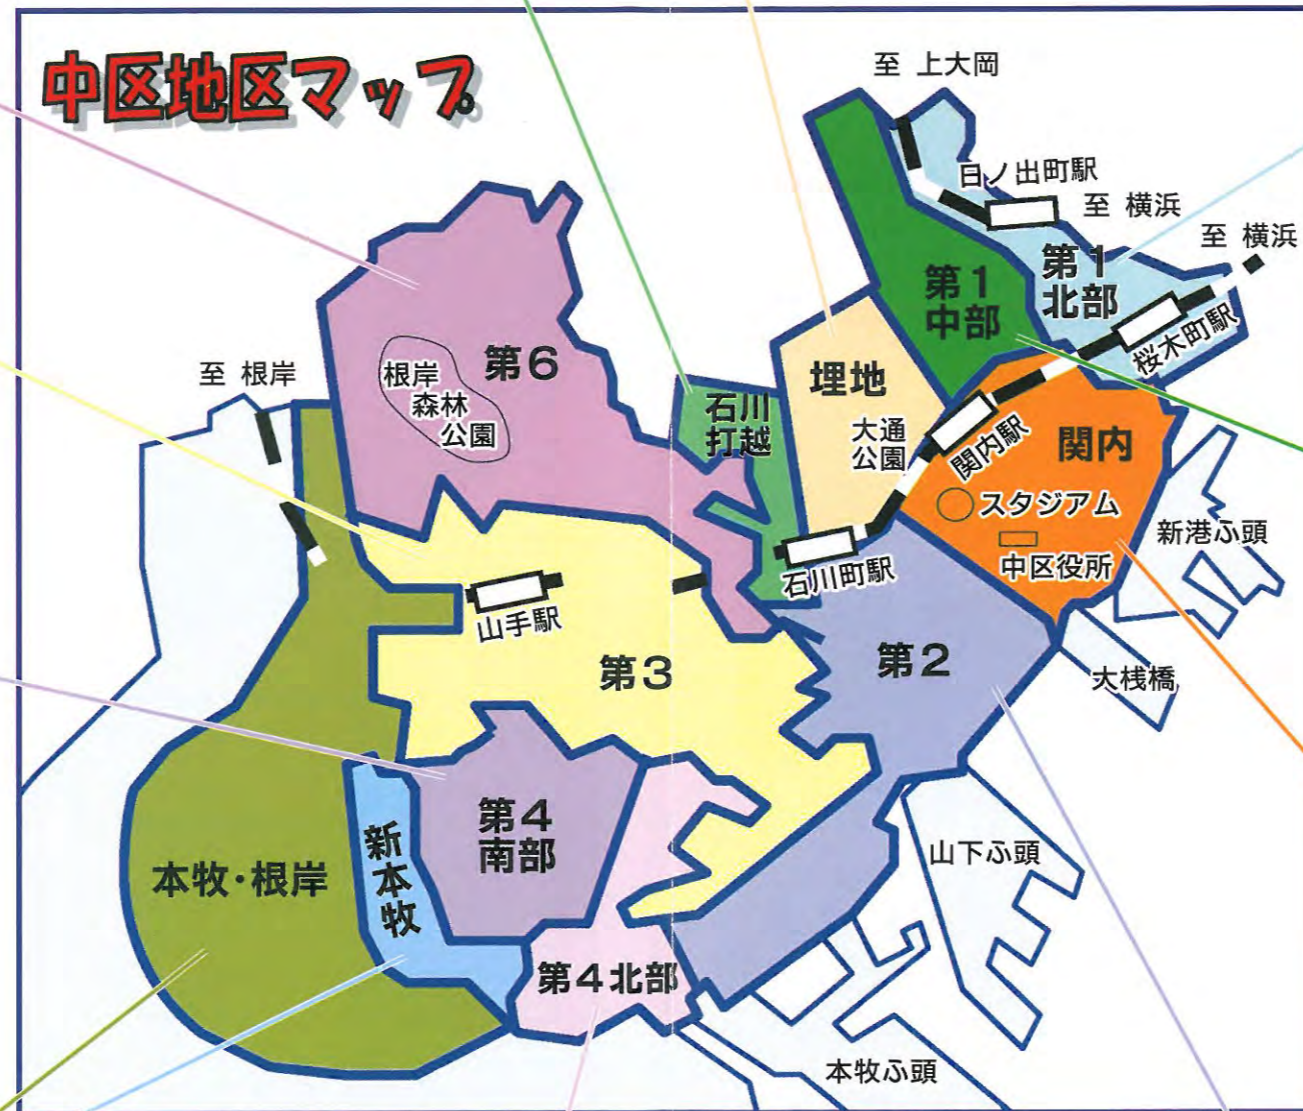 中区地区マップ
至 上大岡
日ノ出町駅
至 横浜
至 横浜
第1
北部
第1
中部
桜木町駅
至 根岸
根岸
森林
公園
第6
石川
打越
埋地
大通
公園
関内駅
関内
スタジアム
中区役所
新港ふ頭
石川町駅
山手駅
第3
第2
大桟橋
第4
南部
新本牧
本牧・根岸
山下ふ頭
第4北部
本牧ふ頭